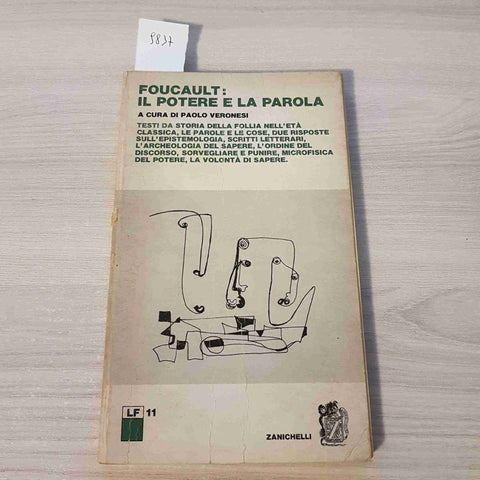 9837
FOUCAULT:
IL POTERE E LA PAROLA
A CURA DI PAOLO VERONESI
TESTI DA STORIA DELLA FOLLIA NELL'ETÀ
CLASSICA, LE PAROLE E LE COSE, DUE RISPOSTE
SULL'EPISTEMOLOGIA, SCRITTI LETTERARI,
L'ARCHEOLOGIA DEL SAPERE, L'ORDINE DEL
DISCORSO, SORVEGLIARE E PUNIRE, MICROFISICA
DEL POTERE, LA VOLONTÀ DI SAPERE.
LF 11
ZANICHELLI